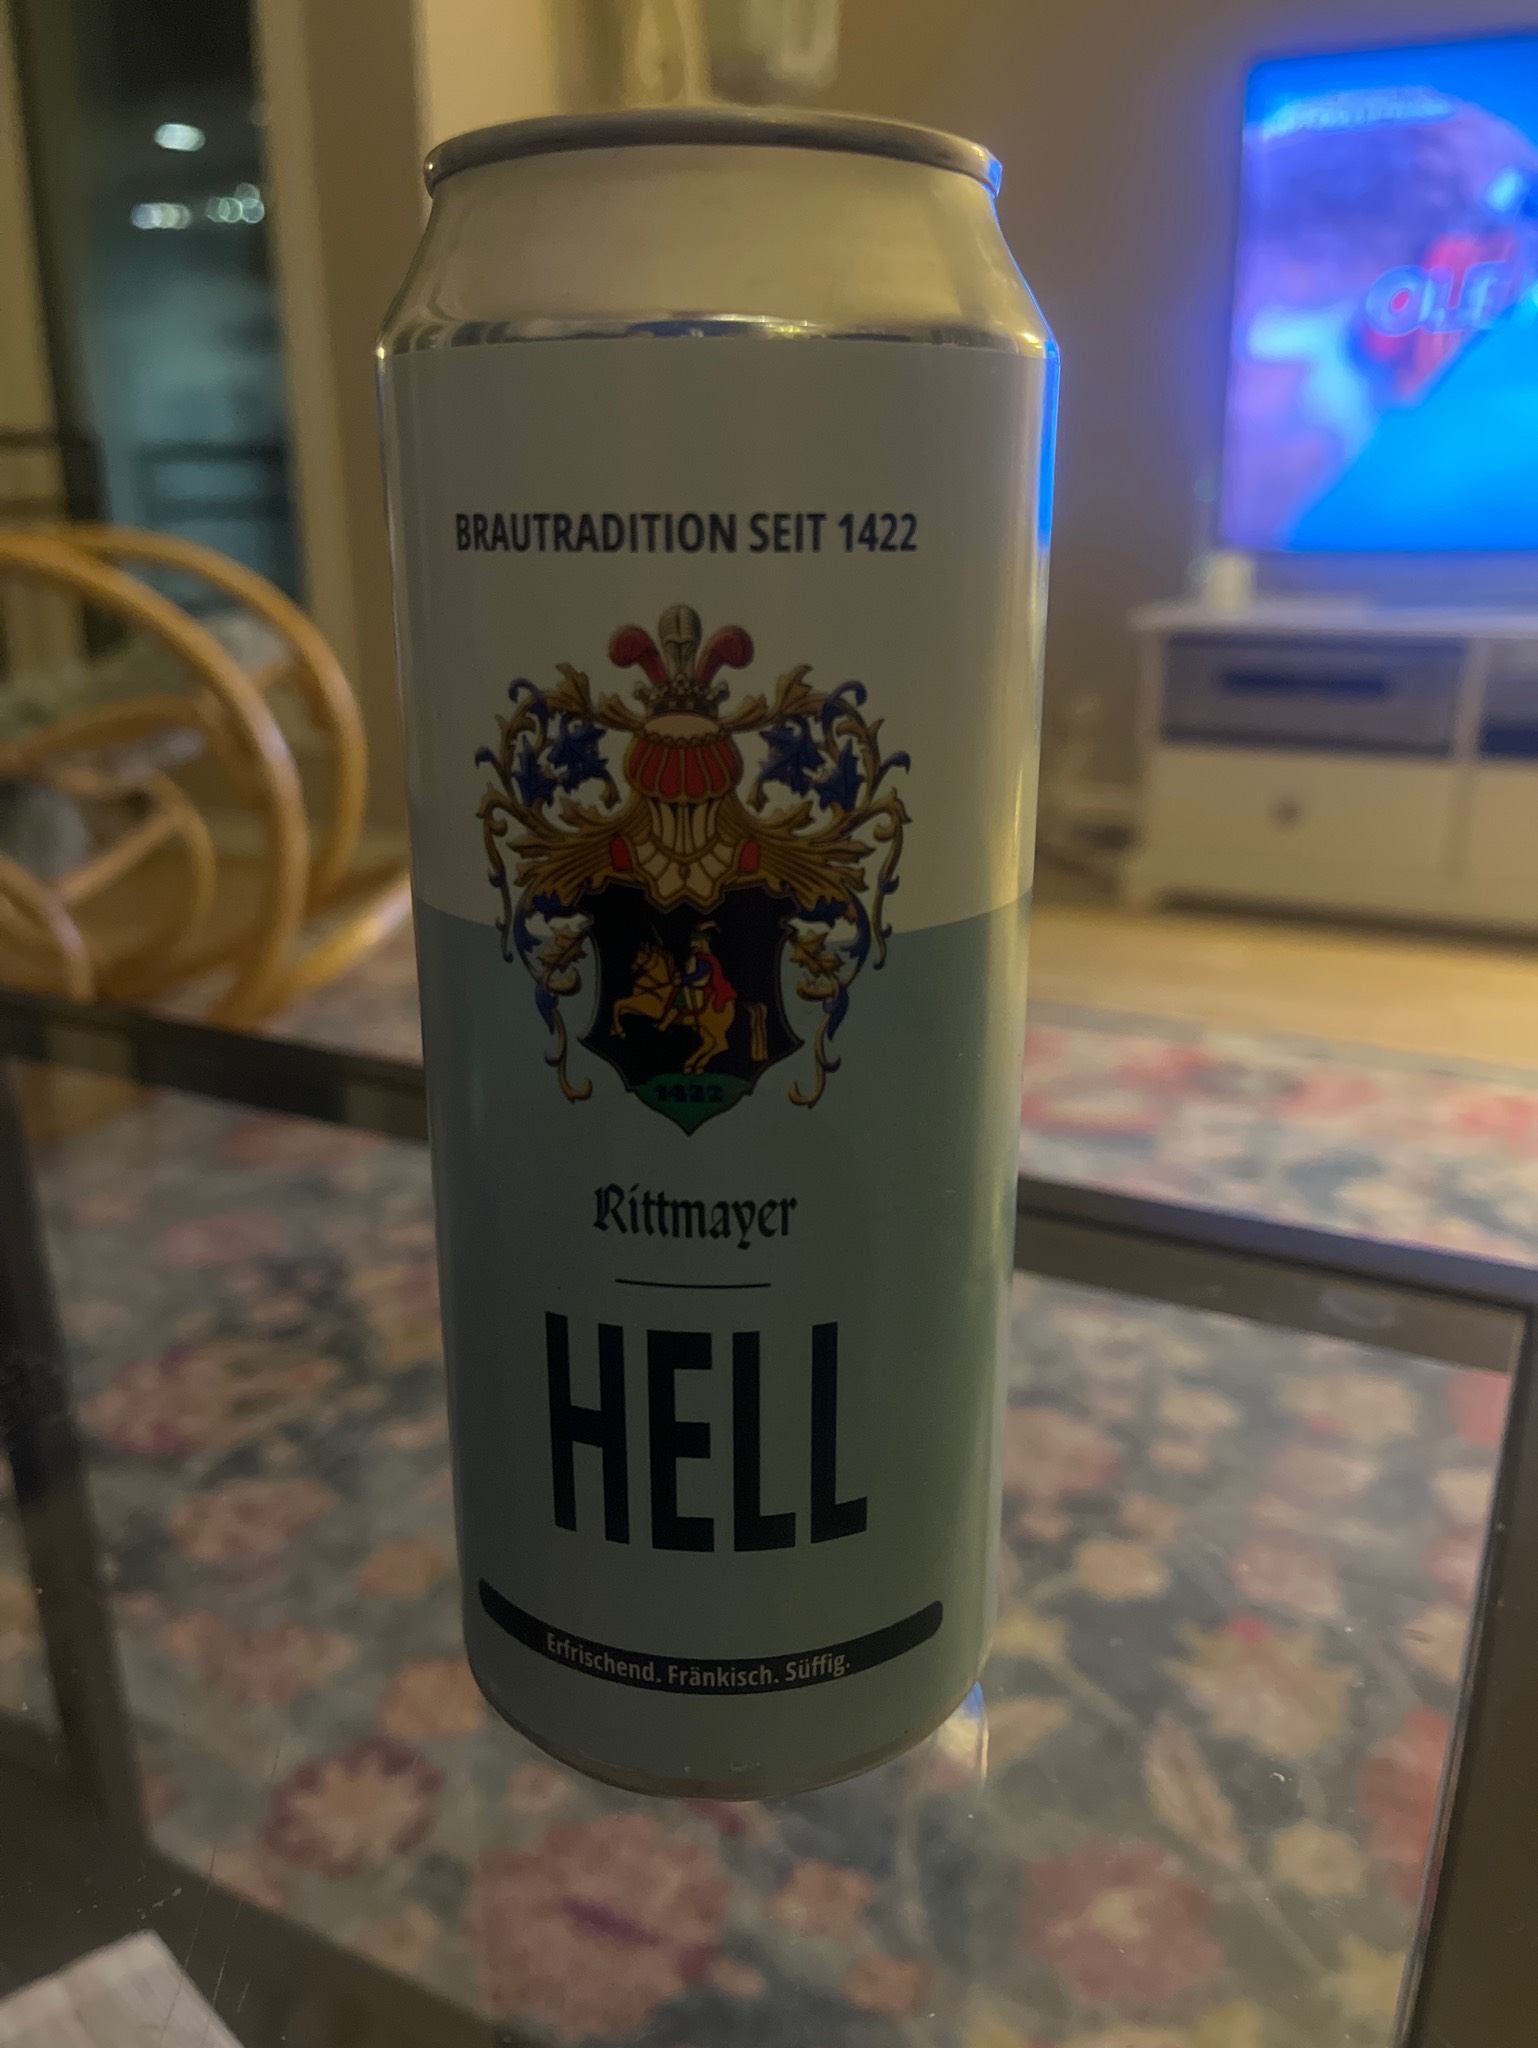 BRAUTRADITION SEIT 1422
1422
Rittmayer
HELL
Erfrischend. Fränkisch. Süffig.